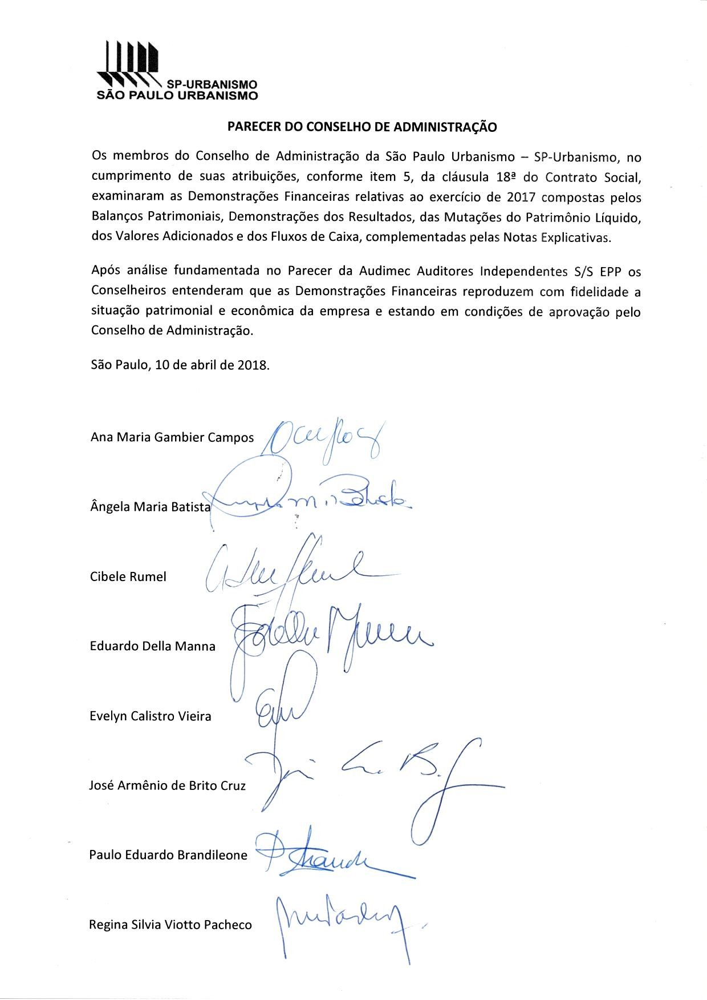 SP-URBANISMO
SÃO PAULO URBANISMO
PARECER DO CONSELHO DE ADMINISTRAÇÃO
Os membros do Conselho de Administração da São Paulo Urbanismo – SP-Urbanismo, no
cumprimento de suas atribuições, conforme item 5, da cláusula 18ª do Contrato Social,
examinaram as Demonstrações Financeiras relativas ao exercício de 2017 compostas pelos
Balanços Patrimoniais, Demonstrações dos Resultados, das Mutações do Patrimônio Líquido,
dos Valores Adicionados e dos Fluxos de Caixa, complementadas pelas Notas Explicativas.
Após análise fundamentada no Parecer da Audimec Auditores Independentes S/S EPP os
Conselheiros entenderam que as Demonstrações Financeiras reproduzem com fidelidade a
situação patrimonial e econômica da empresa e estando em condições de aprovação pelo
Conselho de Administração.
São Paulo, 10 de abril de 2018.
Ana Maria Gambier Campos
Ângela Maria Batista
Cibele Rumel
Eduardo Della Manna
Evelyn Calistro Vieira
José Armênio de Brito Cruz
Paulo Eduardo Brandileone
Regina Silvia Viotto Pacheco